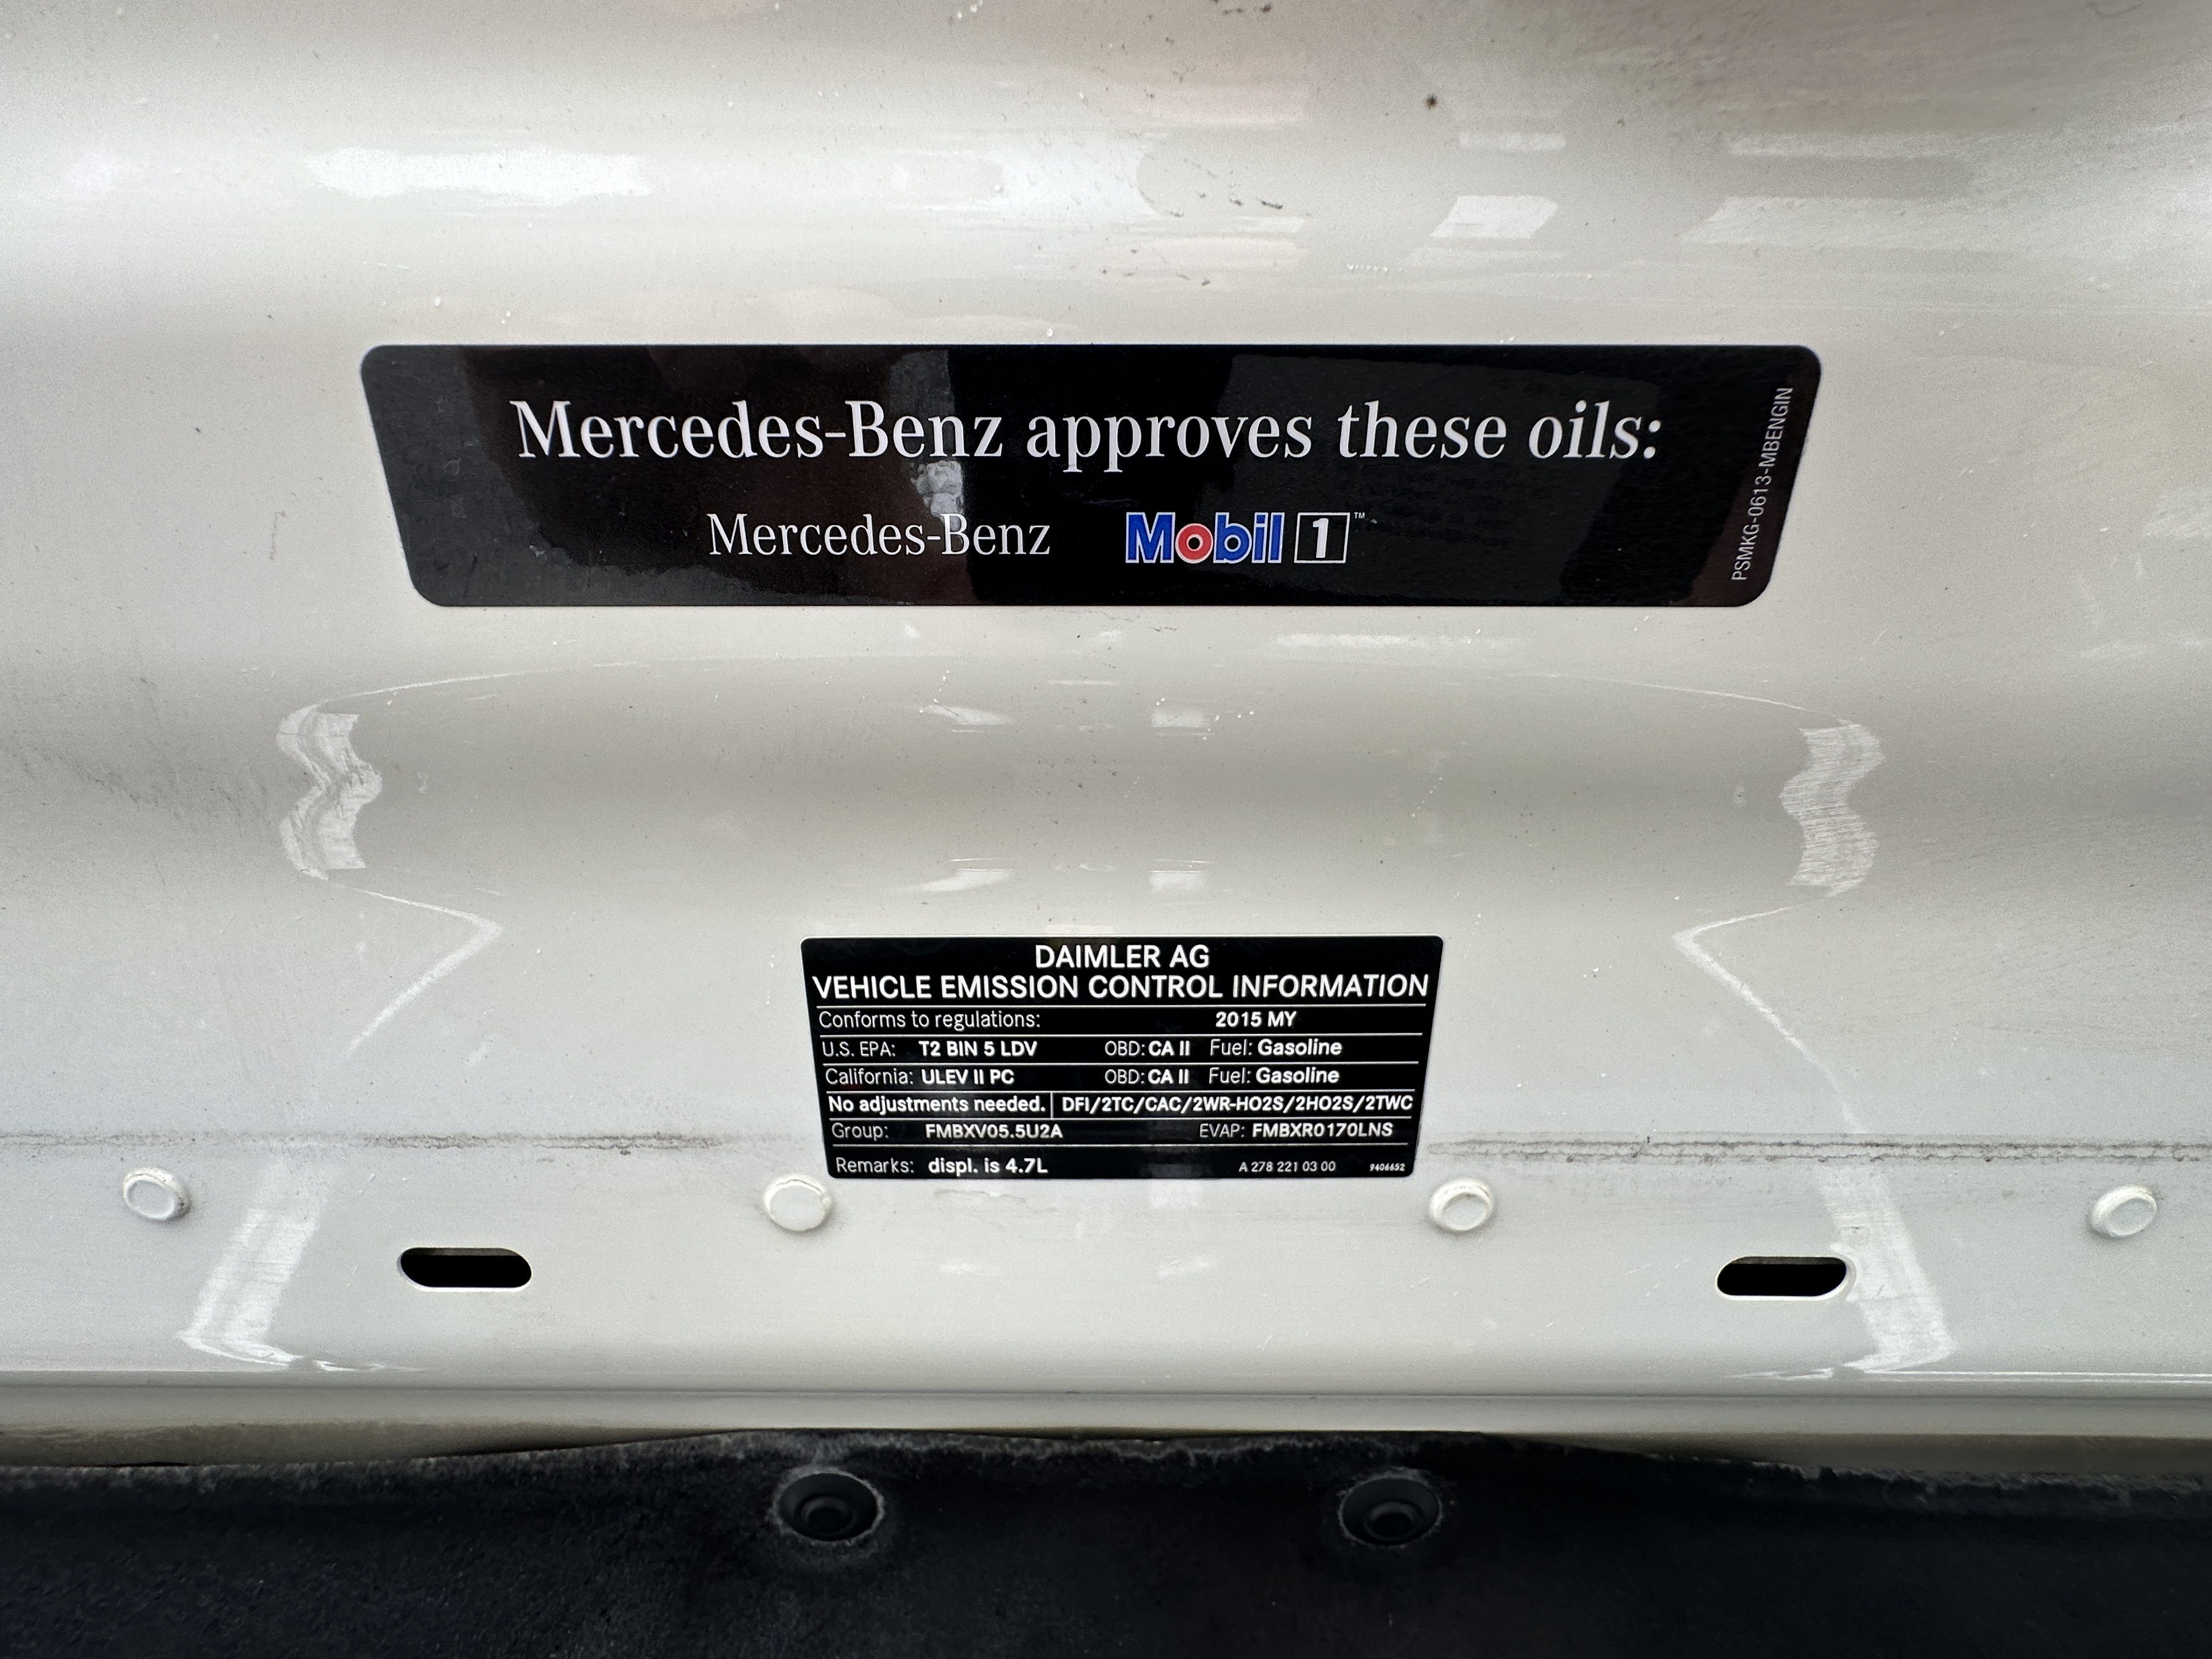 Mercedes-Benz approves these oils:
Mercedes-Benz Mobil 1™
PSMKG-0613-MBENGIN
DAIMLER AG
VEHICLE EMISSION CONTROL INFORMATION
Conforms to regulations: 2015 MY
U.S. EPA: T2 BIN 5 LDV OBD: CA II Fuel: Gasoline
California: ULEV II PC OBD: CA II Fuel: Gasoline
No adjustments needed. DFI/2TC/CAC/2WR-HO2S/2HO2S/2TWC
Group: FMBXV05.5U2A EVAP: FMBXR0170LNS
Remarks: displ. is 4.7L A 278 221 03 00 9406652